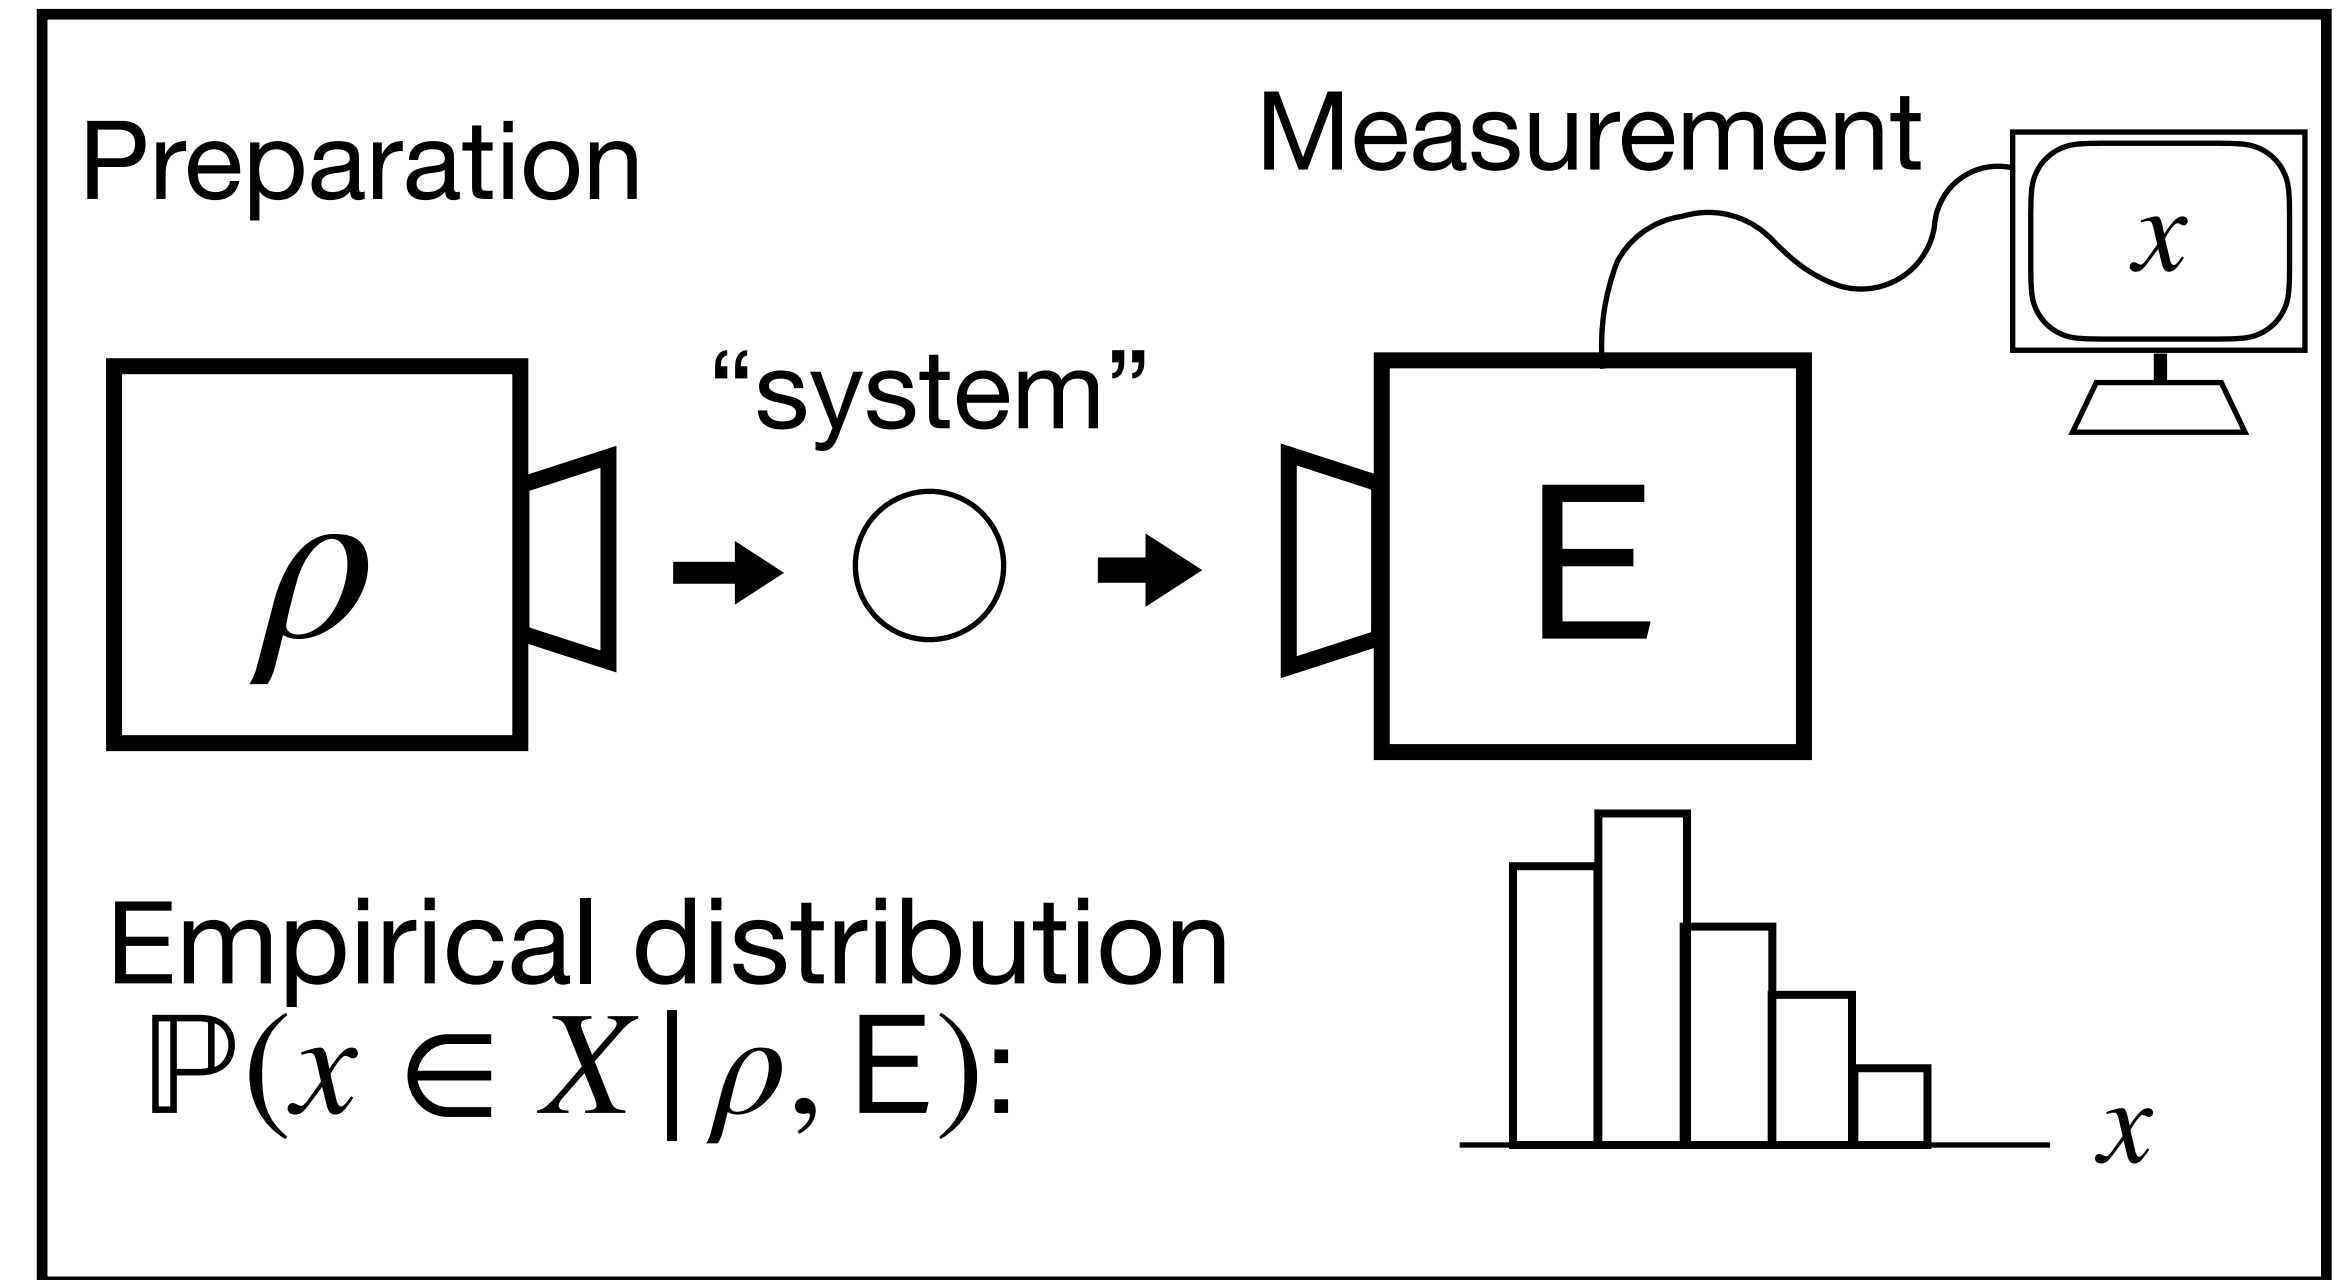 Preparation
Measurement
x
“system”
ρ
E
Empirical distribution
ℙ(x ∈ X | ρ, E):
x